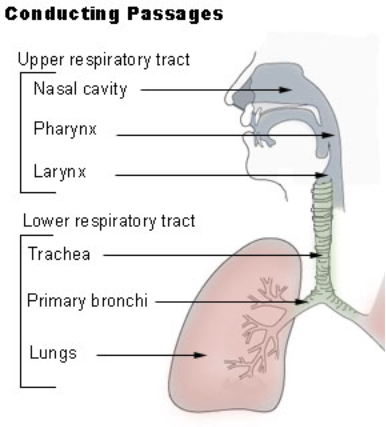 Conducting Passages
Upper respiratory tract
Nasal cavity
Pharynx
Larynx
Lower respiratory tract
Trachea
Primary bronchi
Lungs